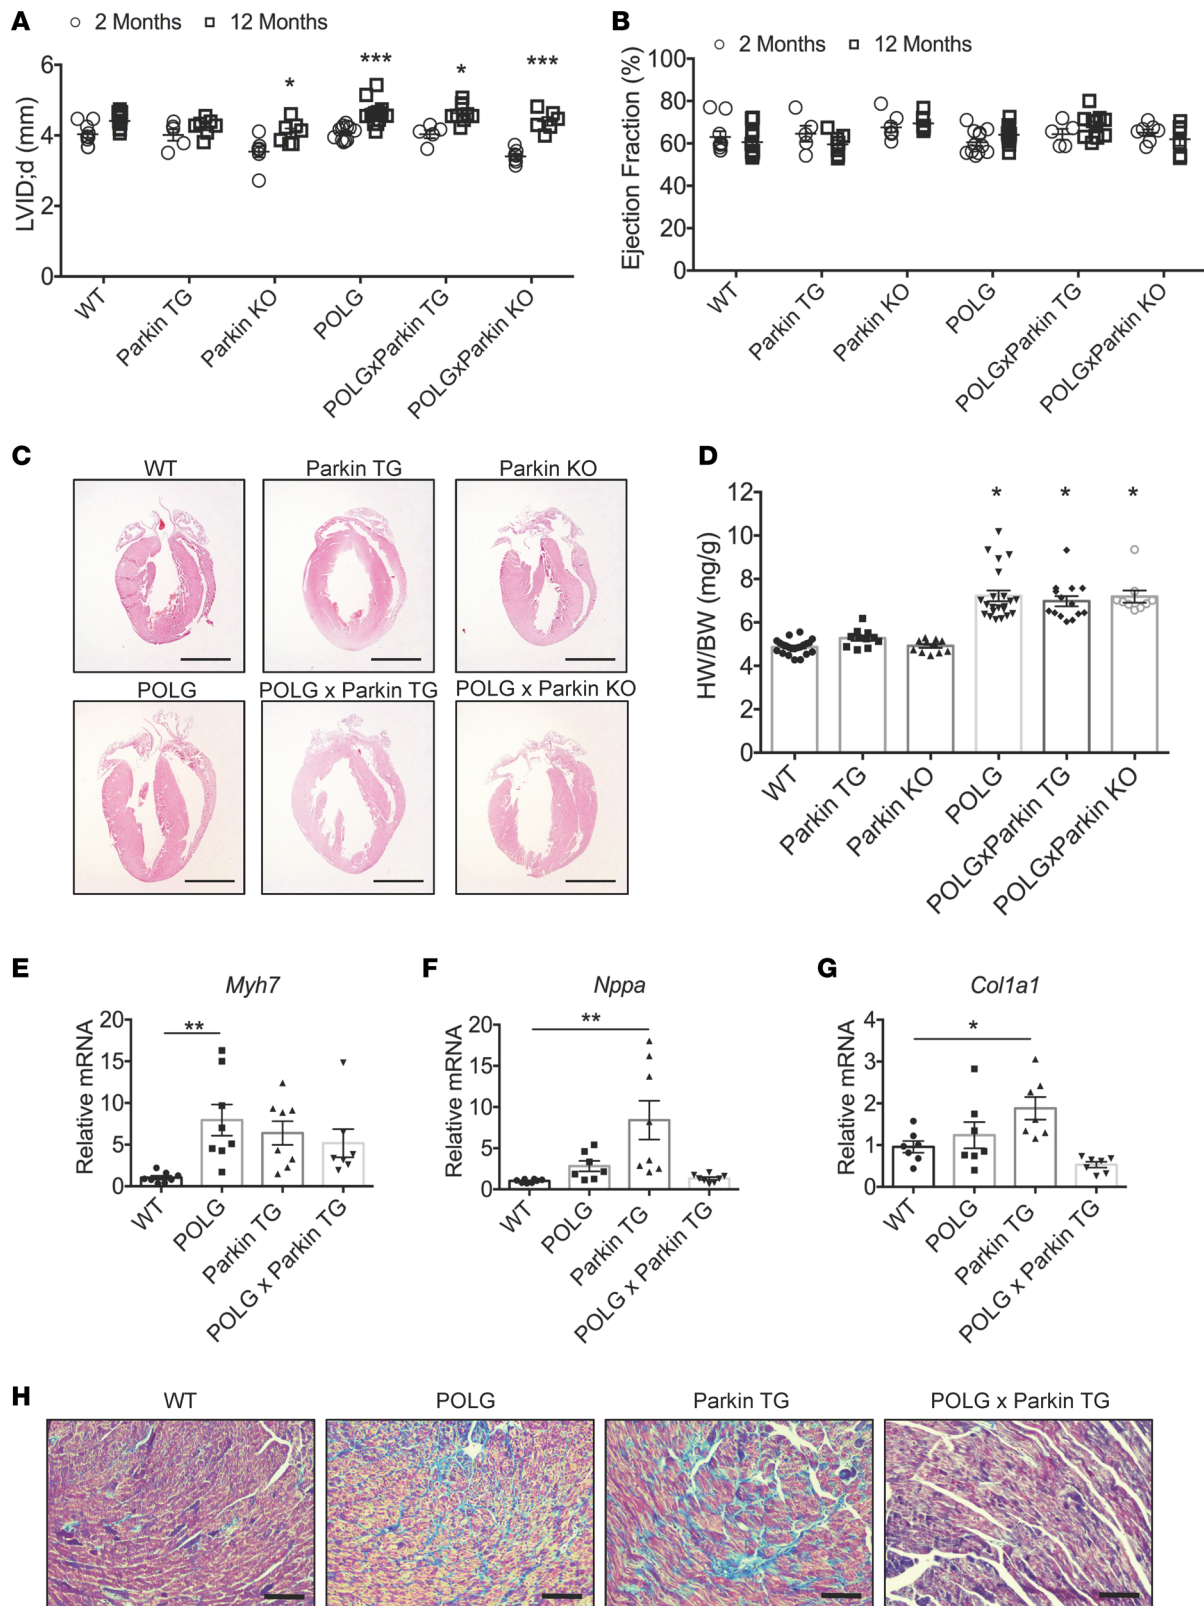 A
○ 2 Months □ 12 Months
LVID;d (mm)
6
4
2
0
* *** * ***
WT
Parkin TG
Parkin KO
POLG
POLGxParkin TG
POLGxParkin KO
B
○ 2 Months □ 12 Months
Ejection Fraction (%)
100
80
60
40
20
0
WT
Parkin TG
Parkin KO
POLG
POLGxParkin TG
POLGxParkin KO
C
WT
Parkin TG
Parkin KO
POLG
POLG x Parkin TG
POLG x Parkin KO
D
HW/BW (mg/g)
12
10
8
6
4
2
0
* * *
WT
Parkin TG
Parkin KO
POLG
POLGxParkin TG
POLGxParkin KO
E
Myh7
Relative mRNA
20
15
10
5
0
**
WT
POLG
Parkin TG
POLG x Parkin TG
F
Nppa
Relative mRNA
20
15
10
5
0
**
WT
POLG
Parkin TG
POLG x Parkin TG
G
Col1a1
Relative mRNA
4
3
2
1
0
*
WT
POLG
Parkin TG
POLG x Parkin TG
H
WT
POLG
Parkin TG
POLG x Parkin TG